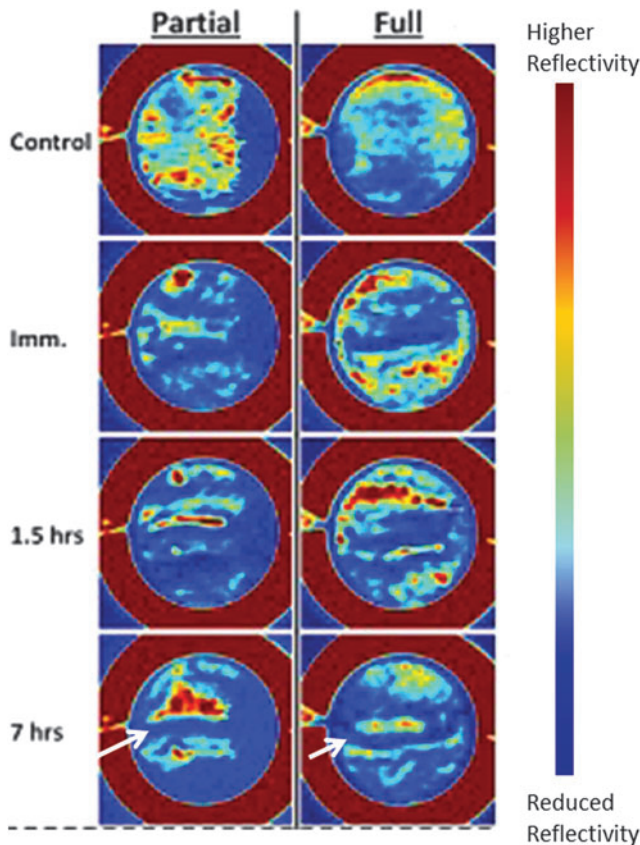 Partial
Full
Higher
Reflectivity
Control
Imm.
1.5 hrs
7 hrs
Reduced
Reflectivity